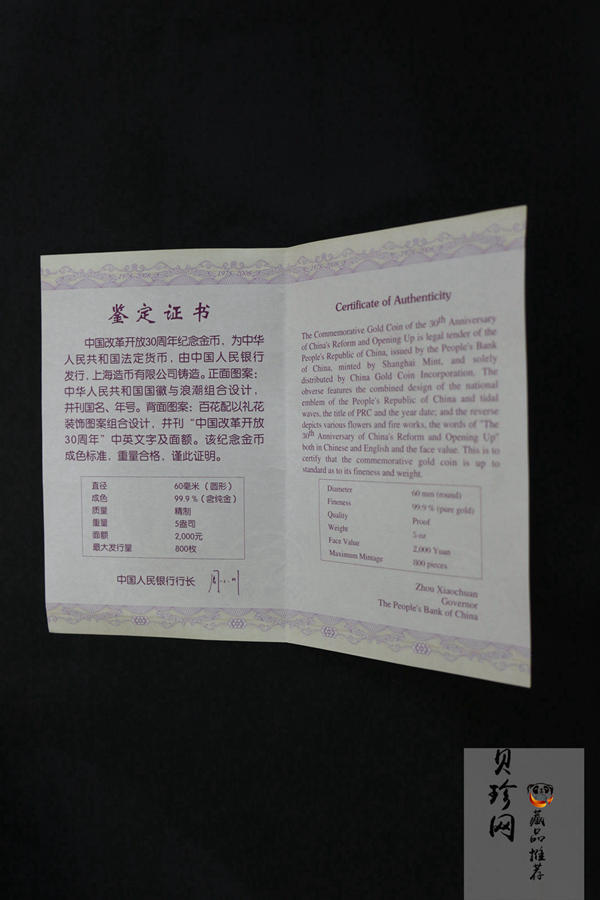 鉴定证书
中国改革开放30周年纪念金币，为中华
人民共和国法定货币，由中国人民银行
发行，上海造币有限公司铸造。正面图案：
中华人民共和国国徽与浪潮组合设计，
并刊国名、年号。背面图案：百花配以礼花
装饰图案组合设计，并刊“中国改革开放
30周年”中英文字及面额。该纪念金币
成色标准，重量合格，谨此证明。
直径 60毫米（圆形）
成色 99.9%（含纯金）
质量 精制
重量 5盎司
面额 2,000元
最大发行量 800枚
中国人民银行行长
Certificate of Authenticity
The Commemorative Gold Coin of the 30th Anniversary
of China's Reform and Opening Up is legal tender of the
People's Republic of China, issued by the People's Bank
of China, minted by Shanghai Mint, and solely
distributed by China Gold Coin Incorporation. The
obverse features the combined design of the national
emblem of the People's Republic of China and tidal
waves, the title of PRC and the year date; and the reverse
depicts various flowers and fire works, the words of "The
30th Anniversary of China's Reform and Opening Up"
both in Chinese and English and the face value. This is to
certify that the commemorative gold coin is up to
standard as to its fineness and weight.
Diameter 60 mm (round)
Fineness 99.9 % (pure gold)
Quality Proof
Weight 5 oz
Face Value 2,000 Yuan
Maximum Mintage 800 pieces
Zhou Xiaochuan
Governor
The People's Bank of China
贝珍网
藏品推荐